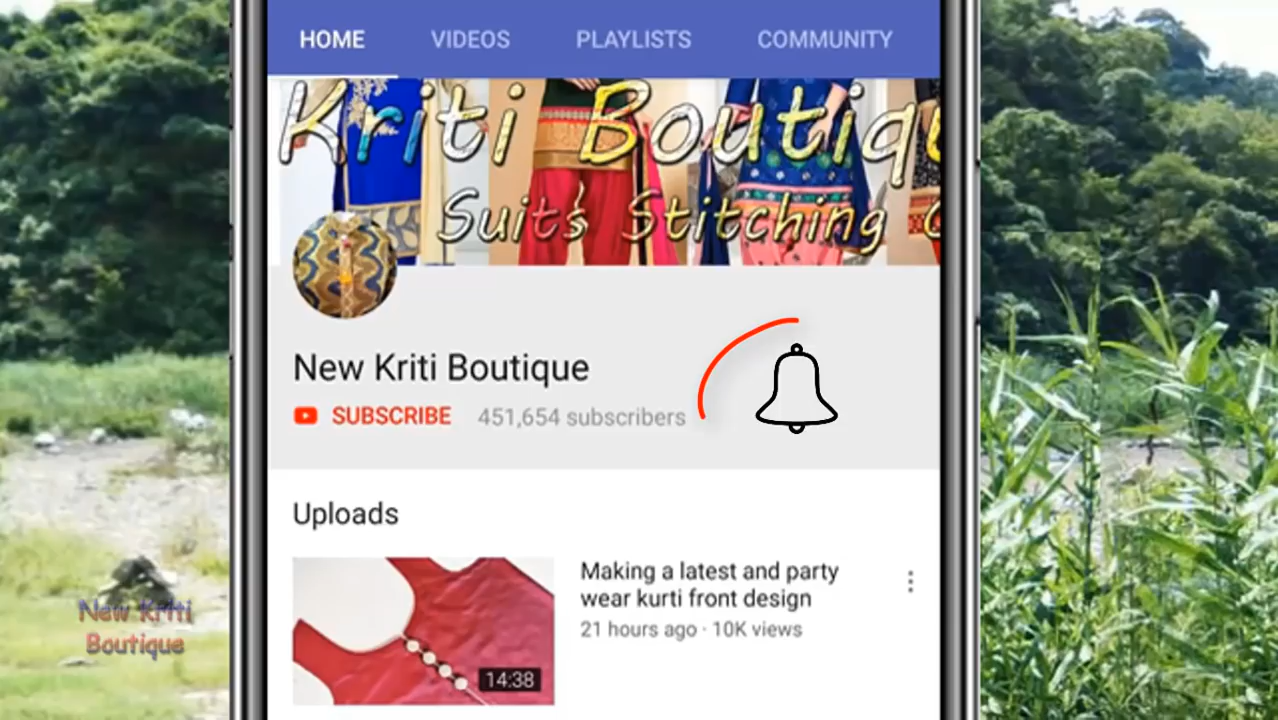 HOME VIDEOS PLAYLISTS COMMUNITY
Kriti Boutiq
Suits Stitching
New Kriti Boutique
SUBSCRIBE 451,654 subscribers
Uploads
Making a latest and party
wear kurti front design
21 hours ago · 10K views
14:38
New Kriti
Boutique